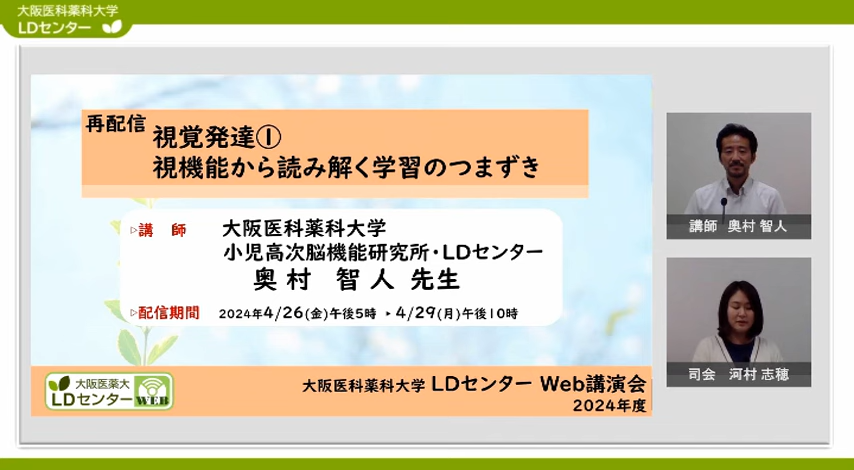 大阪医科薬科大学
LDセンター
再配信
視覚発達①
視機能から読み解く学習のつまずき
▷講 師 大阪医科薬科大学
小児高次脳機能研究所・LDセンター
奥村 智人 先生
▷配信期間 2024年4/26(金)午後5時 ▸ 4/29(月)午後10時
大阪医薬大
LDセンター WEB
大阪医科薬科大学 LDセンター Web講演会
2024年度
講師 奥村 智人
司会 河村 志穂